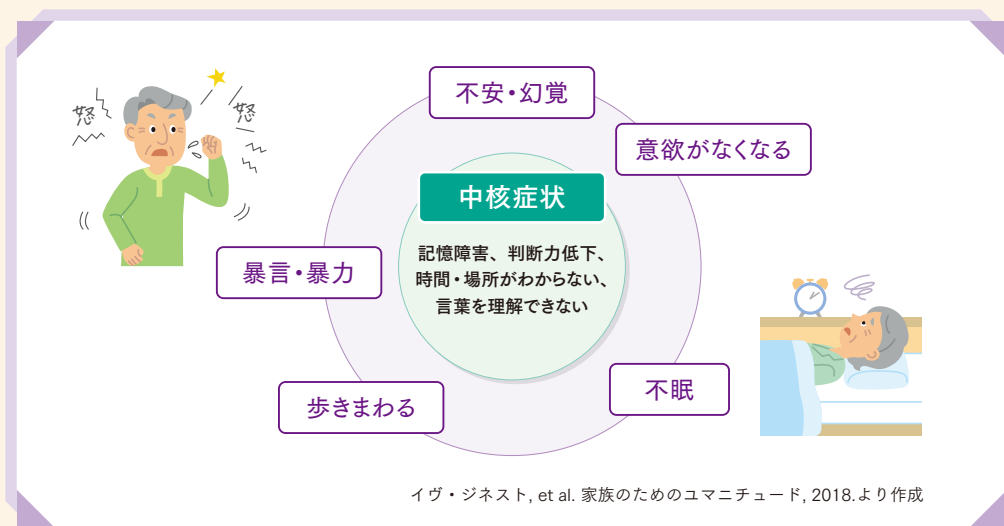 怒
怒
不安・幻覚
意欲がなくなる
中核症状
記憶障害、判断力低下、
時間・場所がわからない、
言葉を理解できない
暴言・暴力
歩きまわる
不眠
イヴ・ジネスト, et al. 家族のためのユマニチュード, 2018.より作成